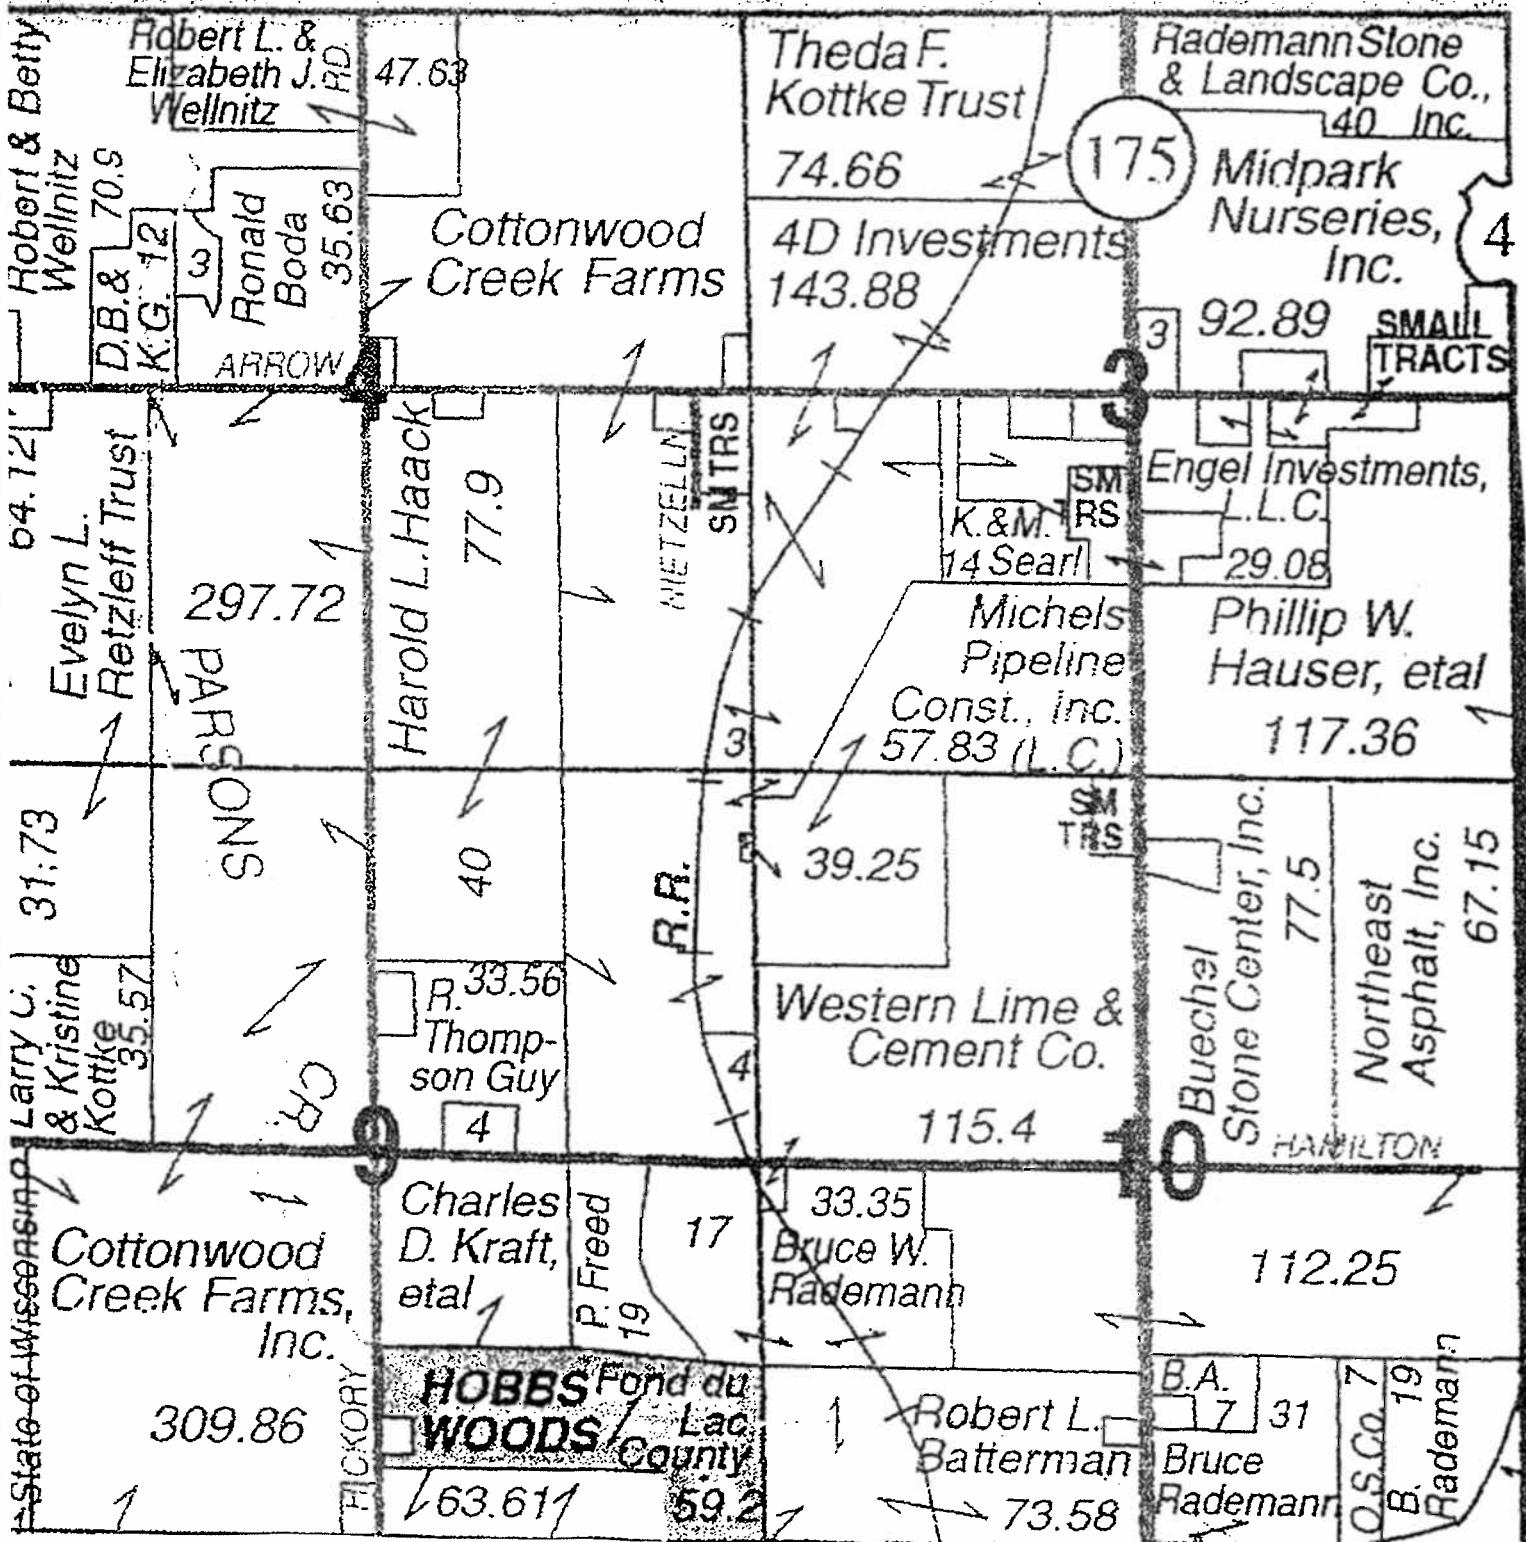 Robert & Betty
Wellnitz
70.9
Robert L. &
Elizabeth J.
Wellnitz
RD.
47.63
D.B.&
K.G. 12
3
Ronald
Boda
35.63
ARROW
4
Cottonwood
Creek Farms
Theda F.
Kottke Trust
74.66
175
4D Investments
143.88
Rademann Stone
& Landscape Co.,
40 Inc.
Midpark
Nurseries,
Inc.
92.89
4
3
SMALL
TRACTS
3
64.12
Evelyn L.
Retzleff Trust
297.72
PARSONS
CR.
Harold L. Haack
77.9
NIETZEL LN.
SM TRS
3
K.&M.
14 Searl
SM
RS
Engel Investments,
L.L.C.
29.08
Michels
Pipeline
Const., Inc.
57.83 (L.C.)
Phillip W.
Hauser, etal
117.36
31.73
40
R.R.
39.25
SM
TRS
Buechel
Stone Center, Inc.
77.5
Northeast
Asphalt, Inc.
67.15
Larry C.
& Kristine
Kottke
35.57
R. 33.56
Thomp-
son Guy
4
4
Western Lime &
Cement Co.
115.4
9
10
HAMILTON
State of Wisconsin
Cottonwood
Creek Farms,
Inc.
309.86
HICKORY
Charles
D. Kraft,
etal
P. Freed
19
17
33.35
Bruce W.
Rademann
112.25
HOBBS
WOODS
Fond du
Lac
County
59.2
63.61
Robert L.
Batterman
73.58
B.A.
7
31
Bruce
Rademann
O.S.Co. 7
B. 19
Rademann